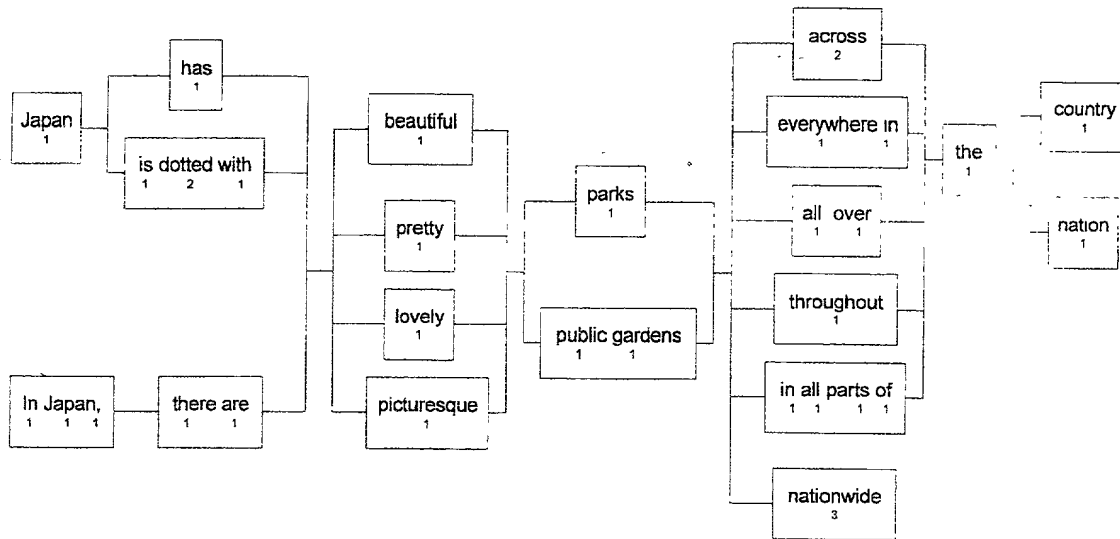 Japan
1
has
1
is dotted with
1 2 1
In Japan,
1 1 1
there are
1 1
beautiful
1
pretty
1
lovely
1
picturesque
1
parks
1
public gardens
1 1
across
2
everywhere in
1 1
all over
1 1
throughout
1
in all parts of
1 1 1 1
nationwide
3
the
1
country
1
nation
1